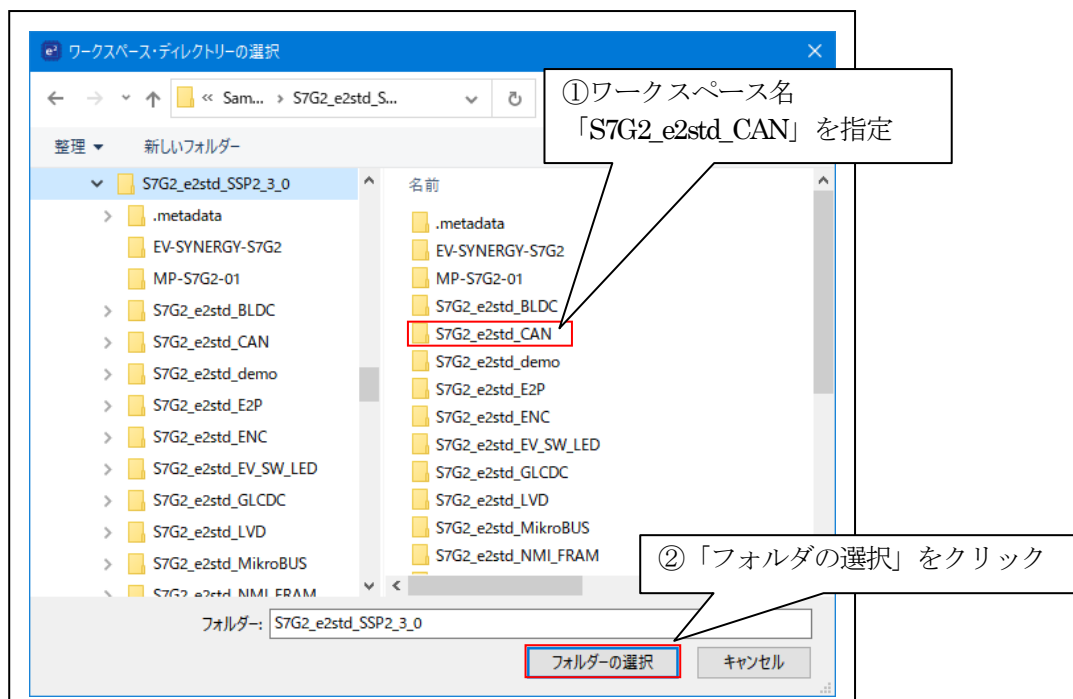 ワークスペース・ディレクトリーの選択
①ワークスペース名
「S7G2_e2std_CAN」を指定
« Sam... › S7G2_e2std_S...
整理 新しいフォルダー
S7G2_e2std_SSP2_3_0
.metadata
EV-SYNERGY-S7G2
MP-S7G2-01
S7G2_e2std_BLDC
S7G2_e2std_CAN
S7G2_e2std_demo
S7G2_e2std_E2P
S7G2_e2std_ENC
S7G2_e2std_EV_SW_LED
S7G2_e2std_GLCDC
S7G2_e2std_LVD
S7G2_e2std_MikroBUS
S7G2_e2std_NMI_FRAM
名前
.metadata
EV-SYNERGY-S7G2
MP-S7G2-01
S7G2_e2std_BLDC
S7G2_e2std_CAN
S7G2_e2std_demo
S7G2_e2std_E2P
S7G2_e2std_ENC
S7G2_e2std_EV_SW_LED
S7G2_e2std_GLCDC
S7G2_e2std_LVD
S7G2_e2std_MikroBUS
S7G2_e2std_NMI_FRAM
②「フォルダの選択」をクリック
フォルダー: S7G2_e2std_SSP2_3_0
フォルダーの選択 キャンセル